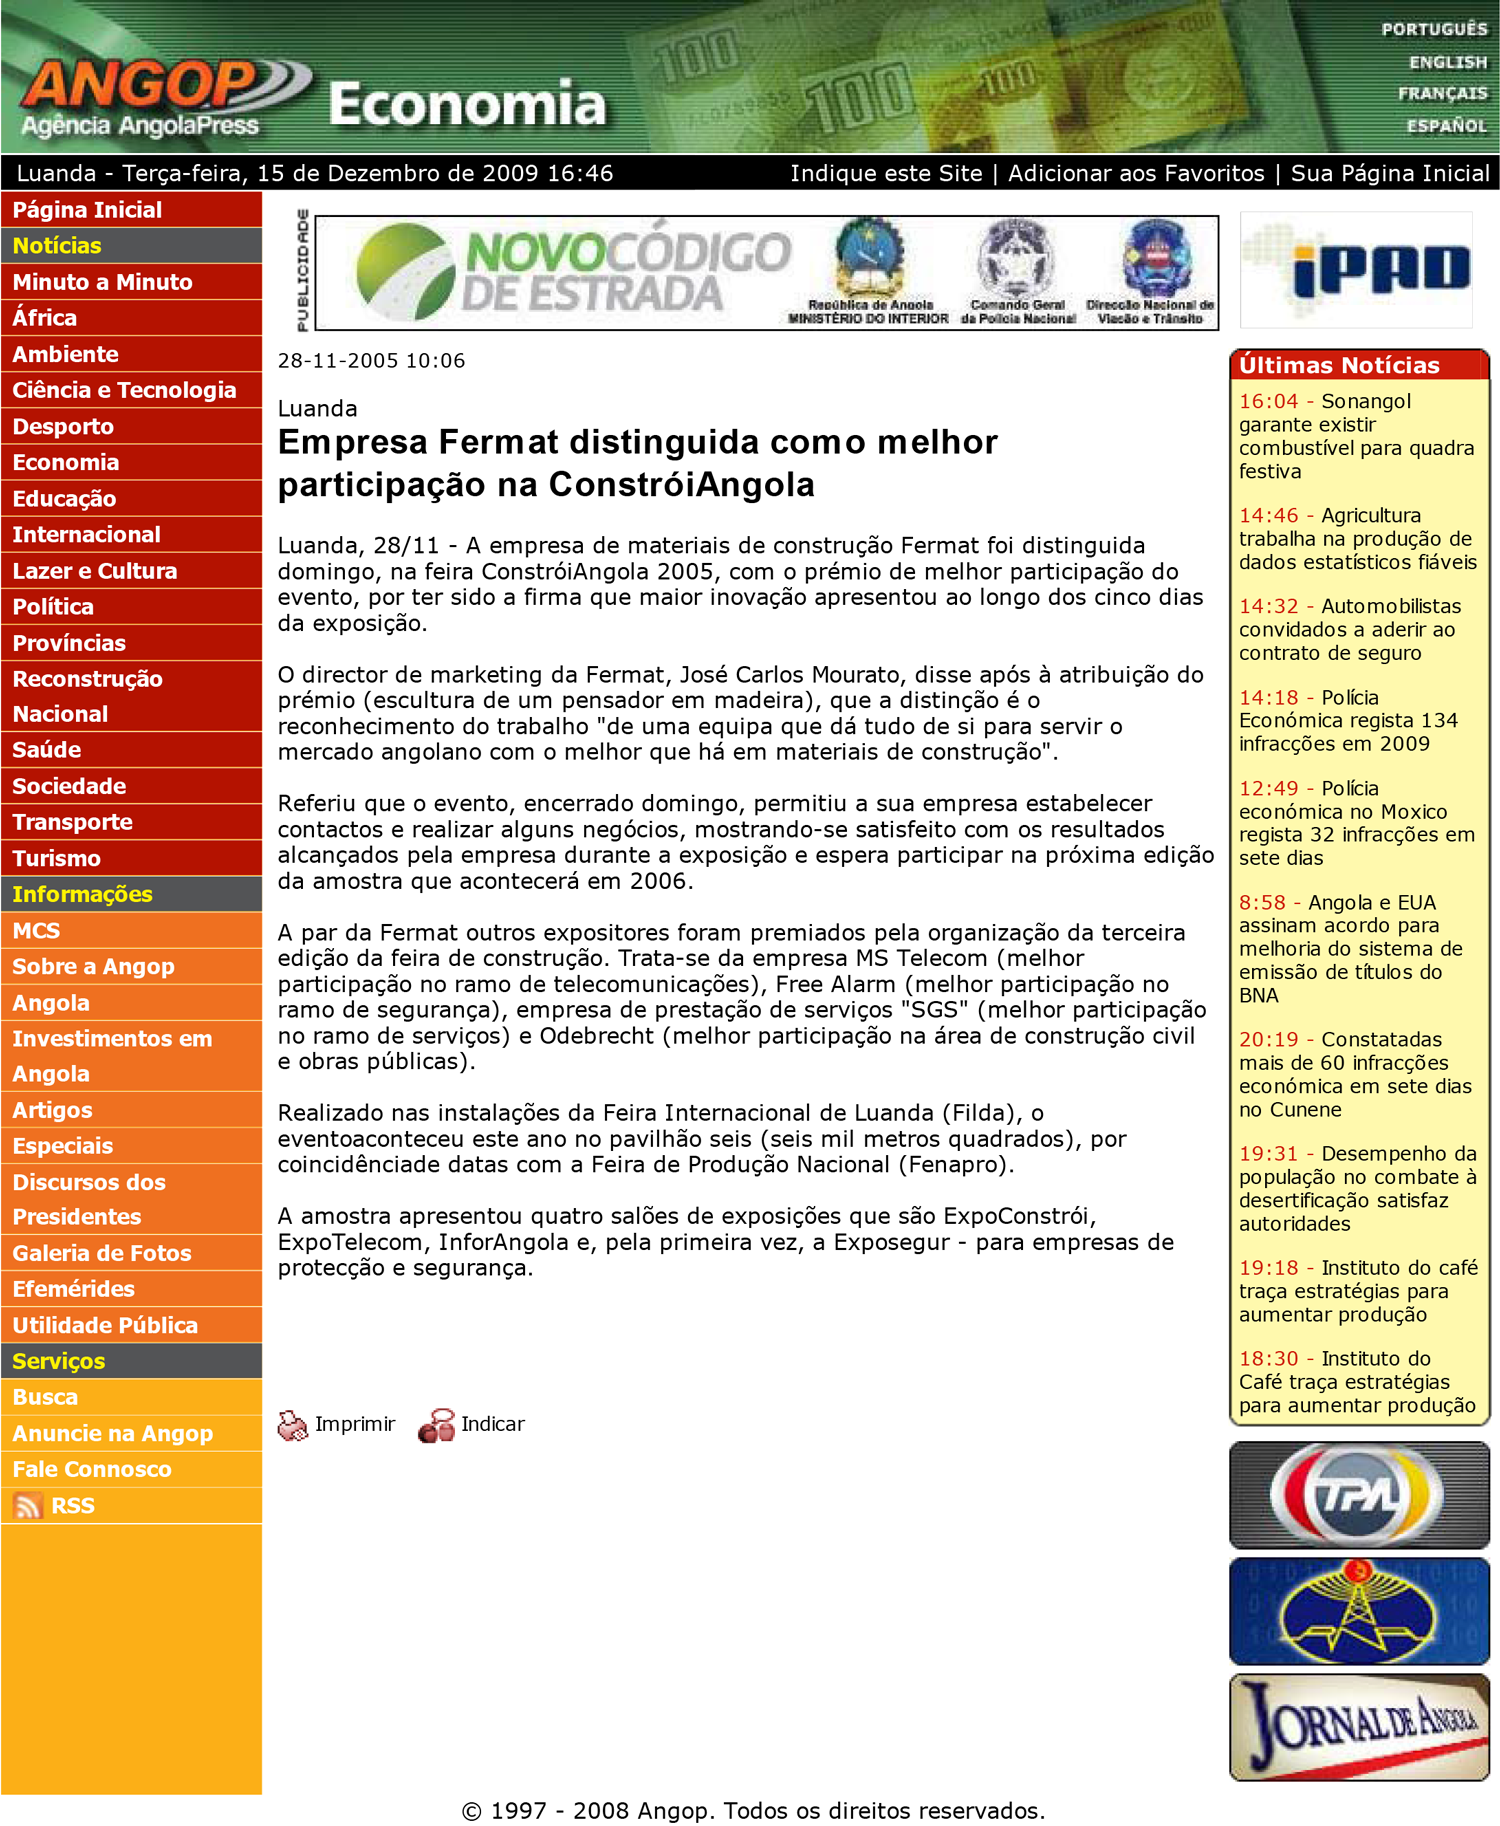 ANGOP
Agência AngolaPress
Economia
100
100
100
PORTUGUÊS
ENGLISH
FRANÇAIS
ESPAÑOL
Luanda - Terça-feira, 15 de Dezembro de 2009 16:46
Indique este Site | Adicionar aos Favoritos | Sua Página Inicial
Página Inicial
Notícias
Minuto a Minuto
África
Ambiente
Ciência e Tecnologia
Desporto
Economia
Educação
Internacional
Lazer e Cultura
Política
Províncias
Reconstrução
Nacional
Saúde
Sociedade
Transporte
Turismo
Informações
MCS
Sobre a Angop
Angola
Investimentos em
Angola
Artigos
Especiais
Discursos dos
Presidentes
Galeria de Fotos
Efemérides
Utilidade Pública
Serviços
Busca
Anuncie na Angop
Fale Connosco
RSS
PUBLICIDADE
NOVOCÓDIGO
DE ESTRADA
República de Angola
MINISTÉRIO DO INTERIOR
Comando Geral
da Polícia Nacional
Direcção Nacional de
Viacão e Trânsito
iPAD
28-11-2005 10:06
Luanda
Empresa Fermat distinguida como melhor
participação na ConstróiAngola
Luanda, 28/11 - A empresa de materiais de construção Fermat foi distinguida
domingo, na feira ConstróiAngola 2005, com o prémio de melhor participação do
evento, por ter sido a firma que maior inovação apresentou ao longo dos cinco dias
da exposição.
O director de marketing da Fermat, José Carlos Mourato, disse após à atribuição do
prémio (escultura de um pensador em madeira), que a distinção é o
reconhecimento do trabalho "de uma equipa que dá tudo de si para servir o
mercado angolano com o melhor que há em materiais de construção".
Referiu que o evento, encerrado domingo, permitiu a sua empresa estabelecer
contactos e realizar alguns negócios, mostrando-se satisfeito com os resultados
alcançados pela empresa durante a exposição e espera participar na próxima edição
da amostra que acontecerá em 2006.
A par da Fermat outros expositores foram premiados pela organização da terceira
edição da feira de construção. Trata-se da empresa MS Telecom (melhor
participação no ramo de telecomunicações), Free Alarm (melhor participação no
ramo de segurança), empresa de prestação de serviços "SGS" (melhor participação
no ramo de serviços) e Odebrecht (melhor participação na área de construção civil
e obras públicas).
Realizado nas instalações da Feira Internacional de Luanda (Filda), o
eventoaconteceu este ano no pavilhão seis (seis mil metros quadrados), por
coincidênciade datas com a Feira de Produção Nacional (Fenapro).
A amostra apresentou quatro salões de exposições que são ExpoConstrói,
ExpoTelecom, InforAngola e, pela primeira vez, a Exposegur - para empresas de
protecção e segurança.
Imprimir
Indicar
Últimas Notícias
16:04 - Sonangol
garante existir
combustível para quadra
festiva
14:46 - Agricultura
trabalha na produção de
dados estatísticos fiáveis
14:32 - Automobilistas
convidados a aderir ao
contrato de seguro
14:18 - Polícia
Económica regista 134
infracções em 2009
12:49 - Polícia
económica no Moxico
regista 32 infracções em
sete dias
8:58 - Angola e EUA
assinam acordo para
melhoria do sistema de
emissão de títulos do
BNA
20:19 - Constatadas
mais de 60 infracções
económica em sete dias
no Cunene
19:31 - Desempenho da
população no combate à
desertificação satisfaz
autoridades
19:18 - Instituto do café
traça estratégias para
aumentar produção
18:30 - Instituto do
Café traça estratégias
para aumentar produção
TPA
JORNAL DE ANGOLA
© 1997 - 2008 Angop. Todos os direitos reservados.